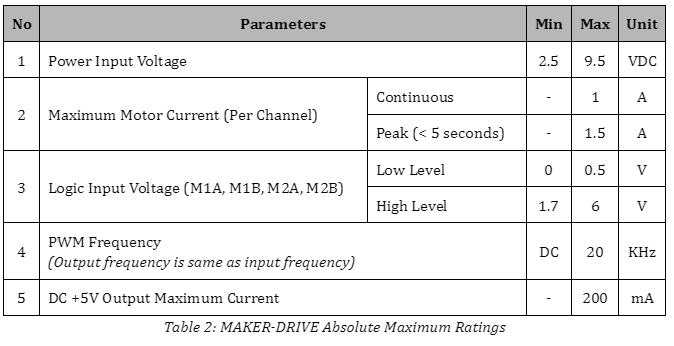 No Parameters Min Max Unit
1 Power Input Voltage 2.5 9.5 VDC
2 Maximum Motor Current (Per Channel) Continuous - 1 A
Peak (< 5 seconds) - 1.5 A
3 Logic Input Voltage (M1A, M1B, M2A, M2B) Low Level 0 0.5 V
High Level 1.7 6 V
4 PWM Frequency DC 20 KHz
(Output frequency is same as input frequency)
5 DC +5V Output Maximum Current - 200 mA
Table 2: MAKER-DRIVE Absolute Maximum Ratings